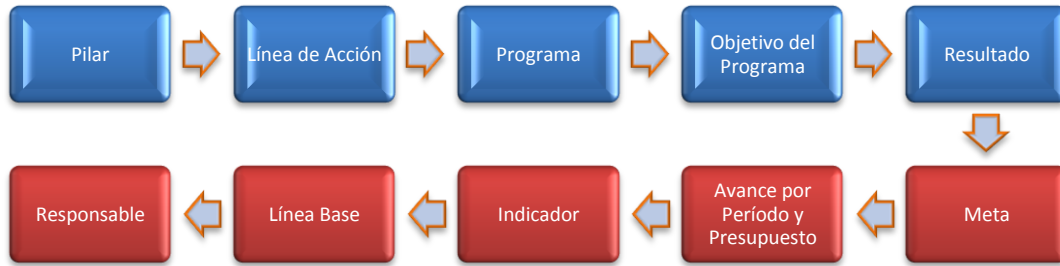 Pilar
Línea de Acción
Programa
Objetivo del
Programa
Resultado
Meta
Avance por
Período y
Presupuesto
Indicador
Línea Base
Responsable